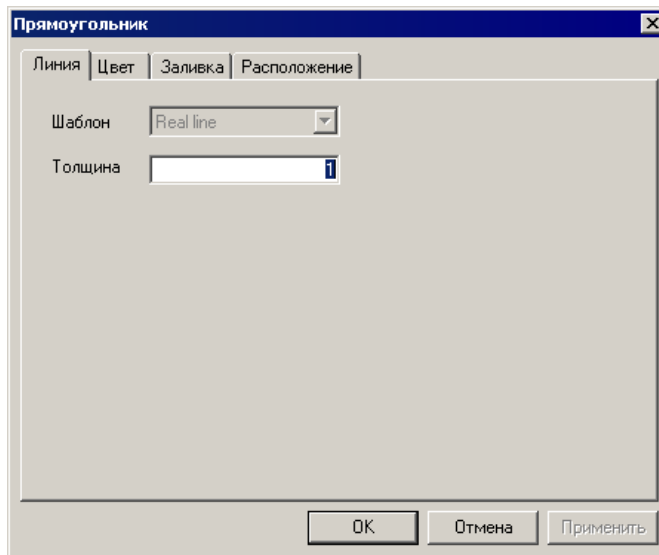 Прямоугольник
Линия Цвет Заливка Расположение
Шаблон Real line
Толщина 1
OK Отмена Применить